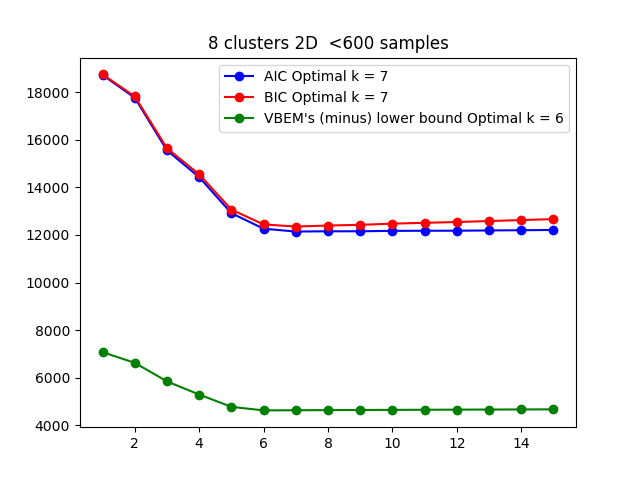 8 clusters 2D  <600 samples
AIC Optimal k = 7
BIC Optimal k = 7
VBEM's (minus) lower bound Optimal k = 6
18000
16000
14000
12000
10000
8000
6000
4000
2 4 6 8 10 12 14